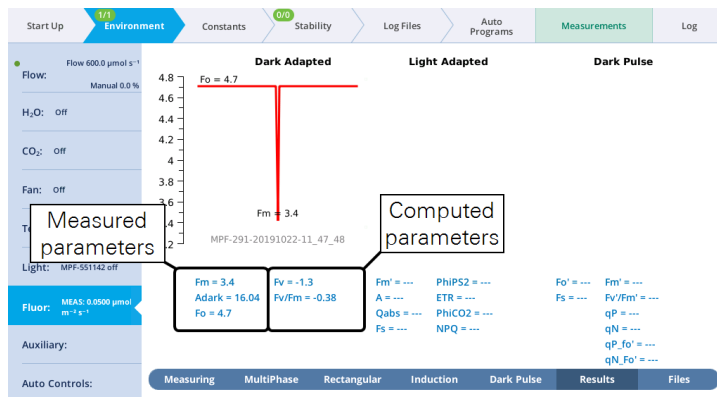 1/1
0/0
Start Up
Environment
Constants
Stability
Log Files
Auto
Programs
Measurements
Log
Flow:
Flow 600.0 µmol s⁻¹
Manual 0.0 %
H₂O: Off
CO₂: Off
Fan: Off
Te
Light: MPF-551142 off
Fluor: MEAS: 0.0500 µmol
m⁻² s⁻¹
Auxiliary:
Auto Controls:
Dark Adapted
Light Adapted
Dark Pulse
4.8
4.6
4.4
4.2
4
3.8
3.6
.4
.2
Fo = 4.7
Fm = 3.4
MPF-291-20191022-11_47_48
Measured
parameters
Computed
parameters
Fm = 3.4
Adark = 16.04
Fo = 4.7
Fv = -1.3
Fv/Fm = -0.38
Fm' = ---
A = ---
Qabs = ---
Fs = ---
PhiPS2 = ---
ETR = ---
PhiCO2 = ---
NPQ = ---
Fo' = ---
Fs = ---
Fm' = ---
Fv'/Fm' = ---
qP = ---
qN = ---
qP_fo' = ---
qN_Fo' = ---
Measuring
MultiPhase
Rectangular
Induction
Dark Pulse
Results
Files